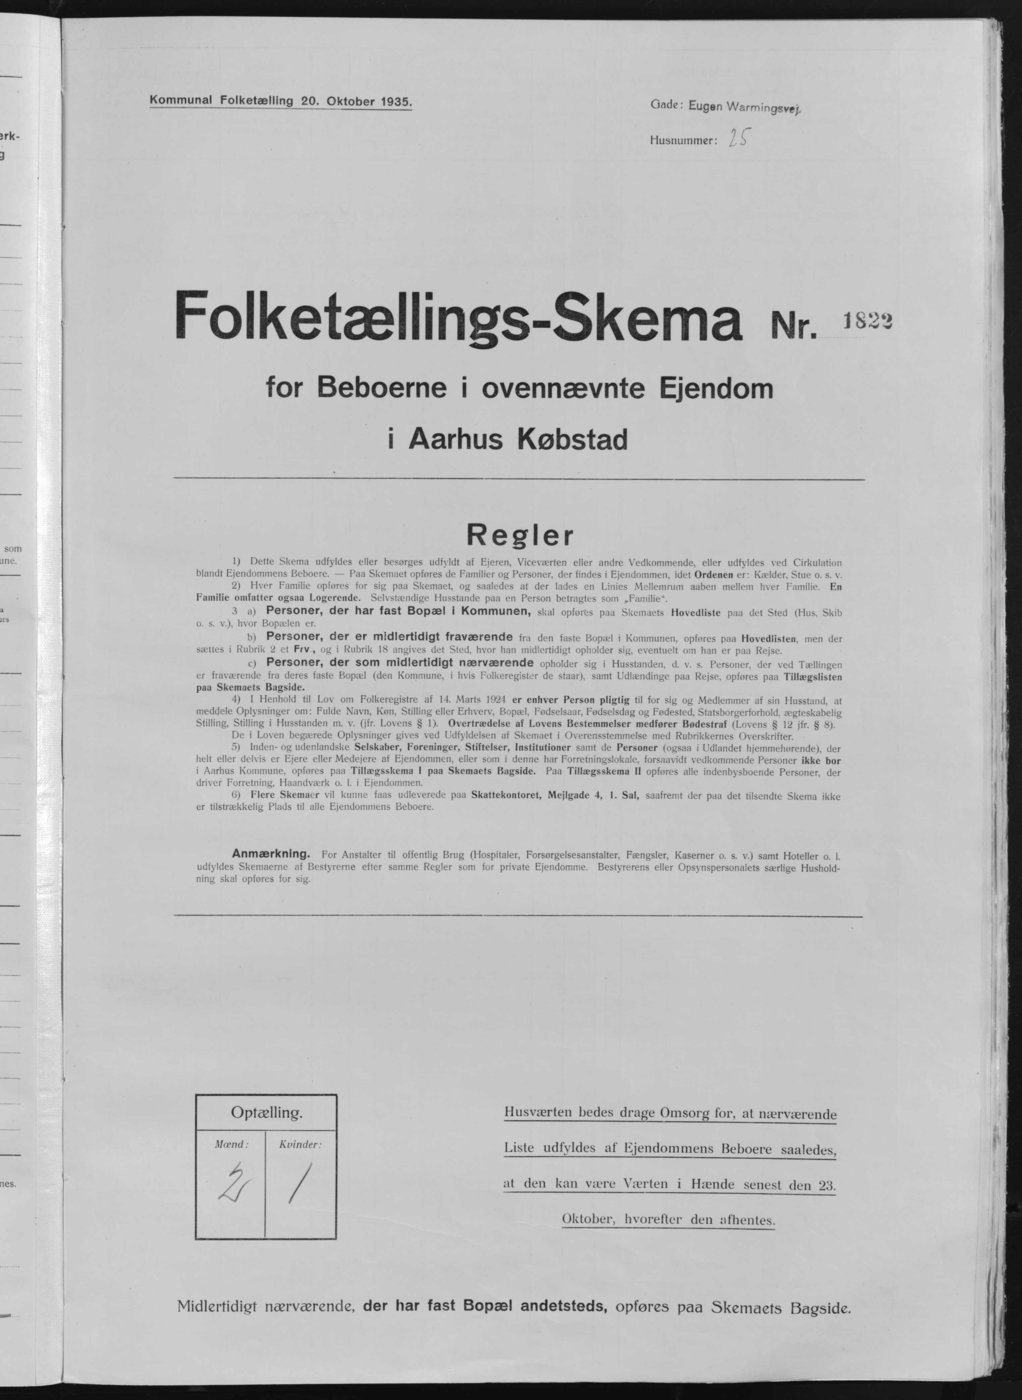 Kommunal Folketælling 20. Oktober 1935.
Gade: Eugen Warmingsvej.
Husnummer: 25
Folketællings-Skema Nr. 1822
for Beboerne i ovennævnte Ejendom
i Aarhus Købstad
Regler
1) Dette Skema udfyldes eller besørges udfyldt af Ejeren, Viceværten eller andre Vedkommende, eller udfyldes ved Cirkulation
blandt Ejendommens Beboere. — Paa Skemaet opføres de Familier og Personer, der findes i Ejendommen, idet Ordenen er: Kælder, Stue o. s. v.
2) Hver Familie opføres for sig paa Skemaet, og saaledes at der lades en Linies Mellemrum aaben mellem hver Familie. En
Familie omfatter ogsaa Logerende. Selvstændige Husstande paa en Person betragtes som „Familie".
3 a) Personer, der har fast Bopæl i Kommunen, skal opføres paa Skemaets Hovedliste paa det Sted (Hus, Skib
o. s. v.), hvor Bopælen er.
b) Personer, der er midlertidigt fraværende fra den faste Bopæl i Kommunen, opføres paa Hovedlisten, men der
sættes i Rubrik 2 et Frv., og i Rubrik 18 angives det Sted, hvor han midlertidigt opholder sig, eventuelt om han er paa Rejse.
c) Personer, der som midlertidigt nærværende opholder sig i Husstanden, d. v. s. Personer, der ved Tællingen
er fraværende fra deres faste Bopæl (den Kommune, i hvis Folkeregister de staar), samt Udlændinge paa Rejse, opføres paa Tillægslisten
paa Skemaets Bagside.
4) I Henhold til Lov om Folkeregistre af 14. Marts 1924 er enhver Person pligtig til for sig og Medlemmer af sin Husstand, at
meddele Oplysninger om: Fulde Navn, Køn, Stilling eller Erhverv, Bopæl, Fødselsaar, Fødselsdag og Fødested, Statsborgerforhold, ægteskabelig
Stilling, Stilling i Husstanden m. v. (jfr. Lovens § 1). Overtrædelse af Lovens Bestemmelser medfører Bødestraf (Lovens § 12 jfr. § 8).
De i Loven begærede Oplysninger gives ved Udfyldelsen af Skemaet i Overensstemmelse med Rubrikkernes Overskrifter.
5) Inden- og udenlandske Selskaber, Foreninger, Stiftelser, Institutioner samt de Personer (ogsaa i Udlandet hjemmehørende), der
helt eller delvis er Ejere eller Medejere af Ejendommen, eller som i denne har Forretningslokale, forsaavidt vedkommende Personer ikke bor
i Aarhus Kommune, opføres paa Tillægsskema I paa Skemaets Bagside. Paa Tillægsskema II opføres alle indenbysboende Personer, der
driver Forretning, Haandværk o. l. i Ejendommen.
6) Flere Skemaer vil kunne faas udleverede paa Skattekontoret, Mejlgade 4, 1. Sal, saafremt der paa det tilsendte Skema ikke
er tilstrækkelig Plads til alle Ejendommens Beboere.
Anmærkning. For Anstalter til offentlig Brug (Hospitaler, Forsørgelsesanstalter, Fængsler, Kaserner o. s. v.) samt Hoteller o. l.
udfyldes Skemaerne af Bestyrerne efter samme Regler som for private Ejendomme. Bestyrerens eller Opsynspersonalets særlige Hushold-
ning skal opføres for sig.
Optælling.
Mænd: Kvinder:
2 1
Husværten bedes drage Omsorg for, at nærværende
Liste udfyldes af Ejendommens Beboere saaledes,
at den kan være Værten i Hænde senest den 23.
Oktober, hvorefter den afhentes.
Midlertidigt nærværende, der har fast Bopæl andetsteds, opføres paa Skemaets Bagside.